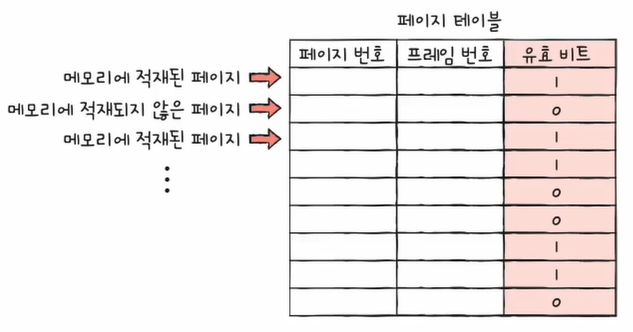 페이지 테이블
페이지 번호 프레임 번호 유효 비트
메모리에 적재된 페이지 1
메모리에 적재되지 않은 페이지 0
메모리에 적재된 페이지 1
1
0
0
1
1
0